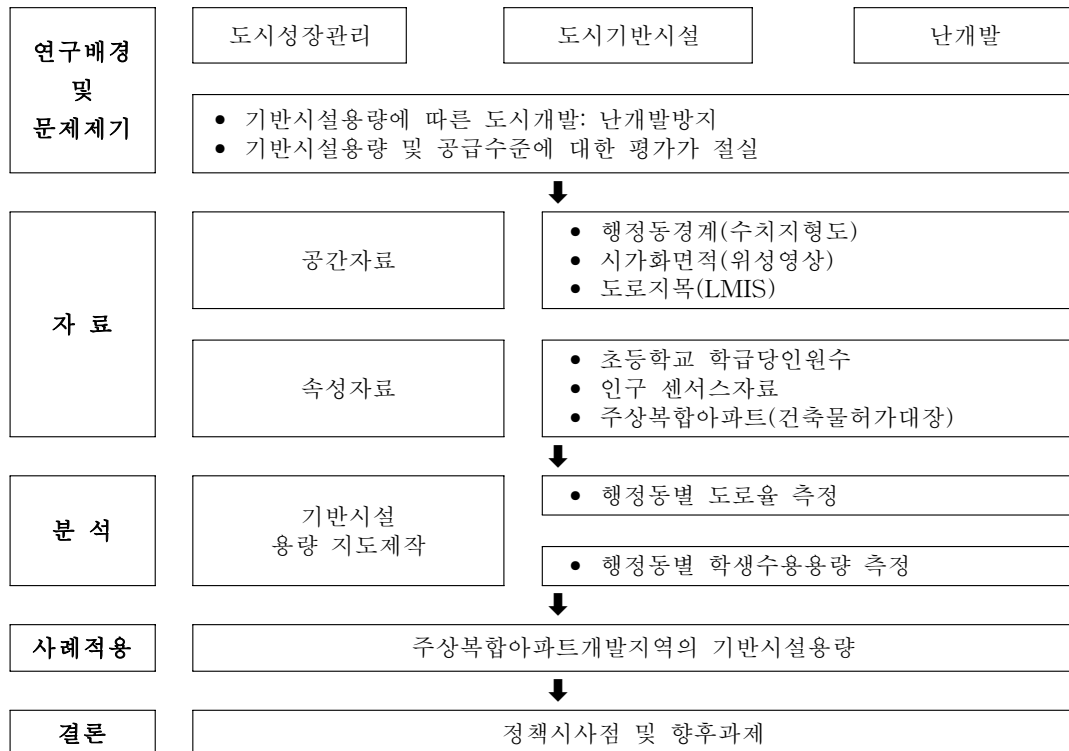 연구배경
및
문제제기
도시성장관리
도시기반시설
난개발
• 기반시설용량에 따른 도시개발: 난개발방지
• 기반시설용량 및 공급수준에 대한 평가가 절실
자 료
공간자료
• 행정동경계(수치지형도)
• 시가화면적(위성영상)
• 도로지목(LMIS)
속성자료
• 초등학교 학급당인원수
• 인구 센서스자료
• 주상복합아파트(건축물허가대장)
분 석
기반시설
용량 지도제작
• 행정동별 도로율 측정
• 행정동별 학생수용용량 측정
사례적용
주상복합아파트개발지역의 기반시설용량
결론
정책시사점 및 향후과제